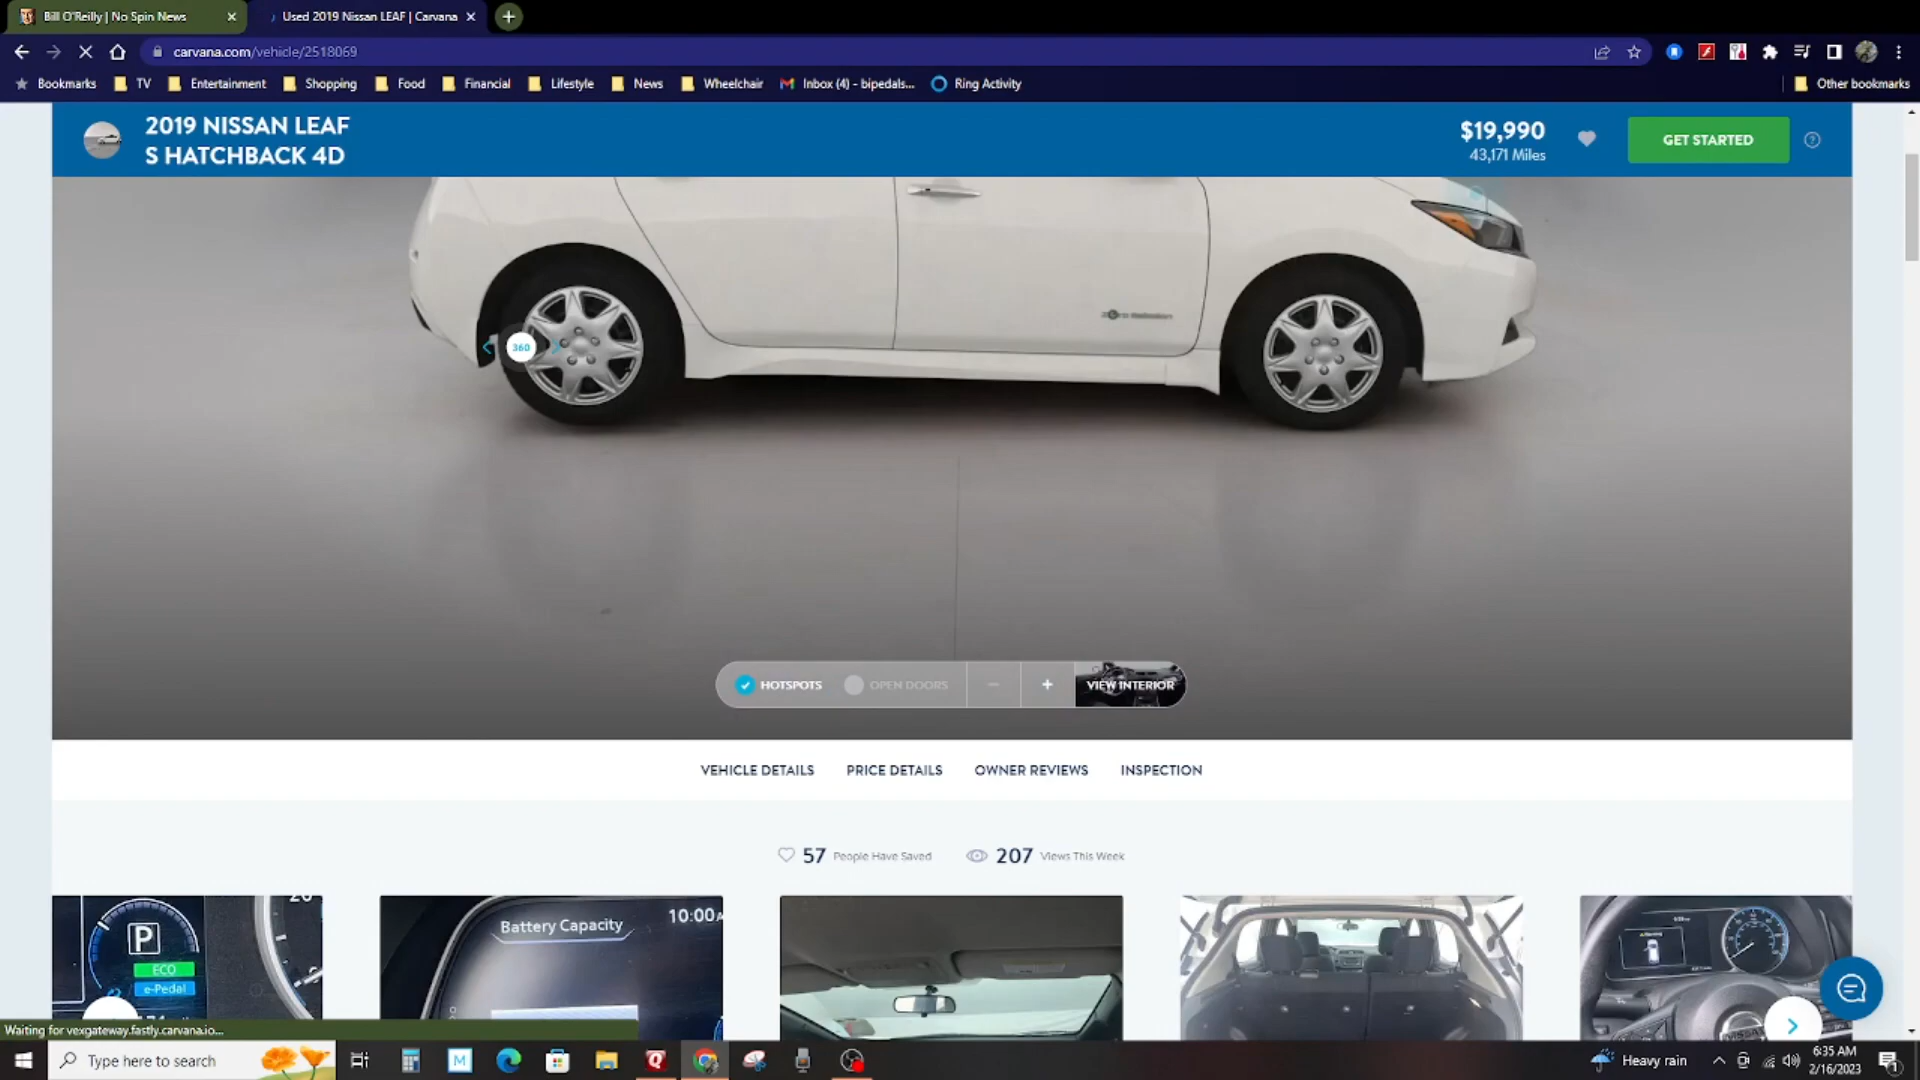 Bill O'Reilly | No Spin News
Used 2019 Nissan LEAF | Carvana
carvana.com/vehicle/2518069
Bookmarks TV Entertainment Shopping Food Financial Lifestyle News Wheelchair Inbox (4) – bipedals... Ring Activity Other bookmarks
2019 NISSAN LEAF
S HATCHBACK 4D
$19,990
43,171 Miles
GET STARTED
360
HOTSPOTS OPEN DOORS VIEW INTERIOR
VEHICLE DETAILS PRICE DETAILS OWNER REVIEWS INSPECTION
57 People Have Saved 207 Views This Week
P
ECO
e-Pedal
20
Battery Capacity
10:00
Waiting for vexgateway.fastly.carvana.io...
Type here to search
Heavy rain
6:35 AM
2/16/2023